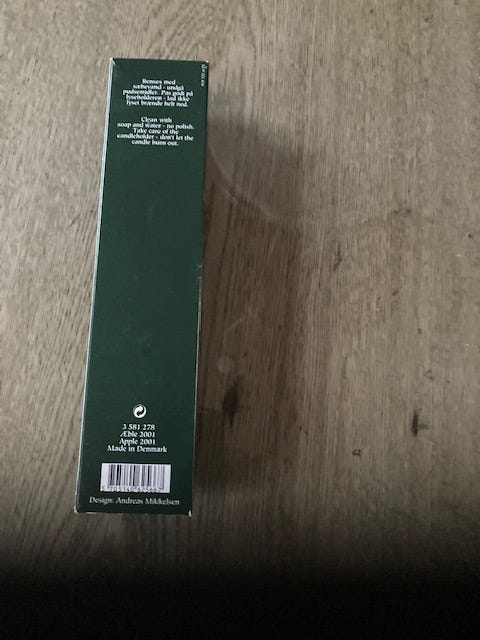 Renses med
sæbevand - undgå
pudsemidler. Pas godt på
lyseholderen - lad ikke
lyset brænde helt ned.
Clean with
soap and water - no polish.
Take care of the
candleholder - don't let the
candle burn out.
3 581 278
Æble 2001
Apple 2001
Made in Denmark
Design: Andreas Mikkelsen